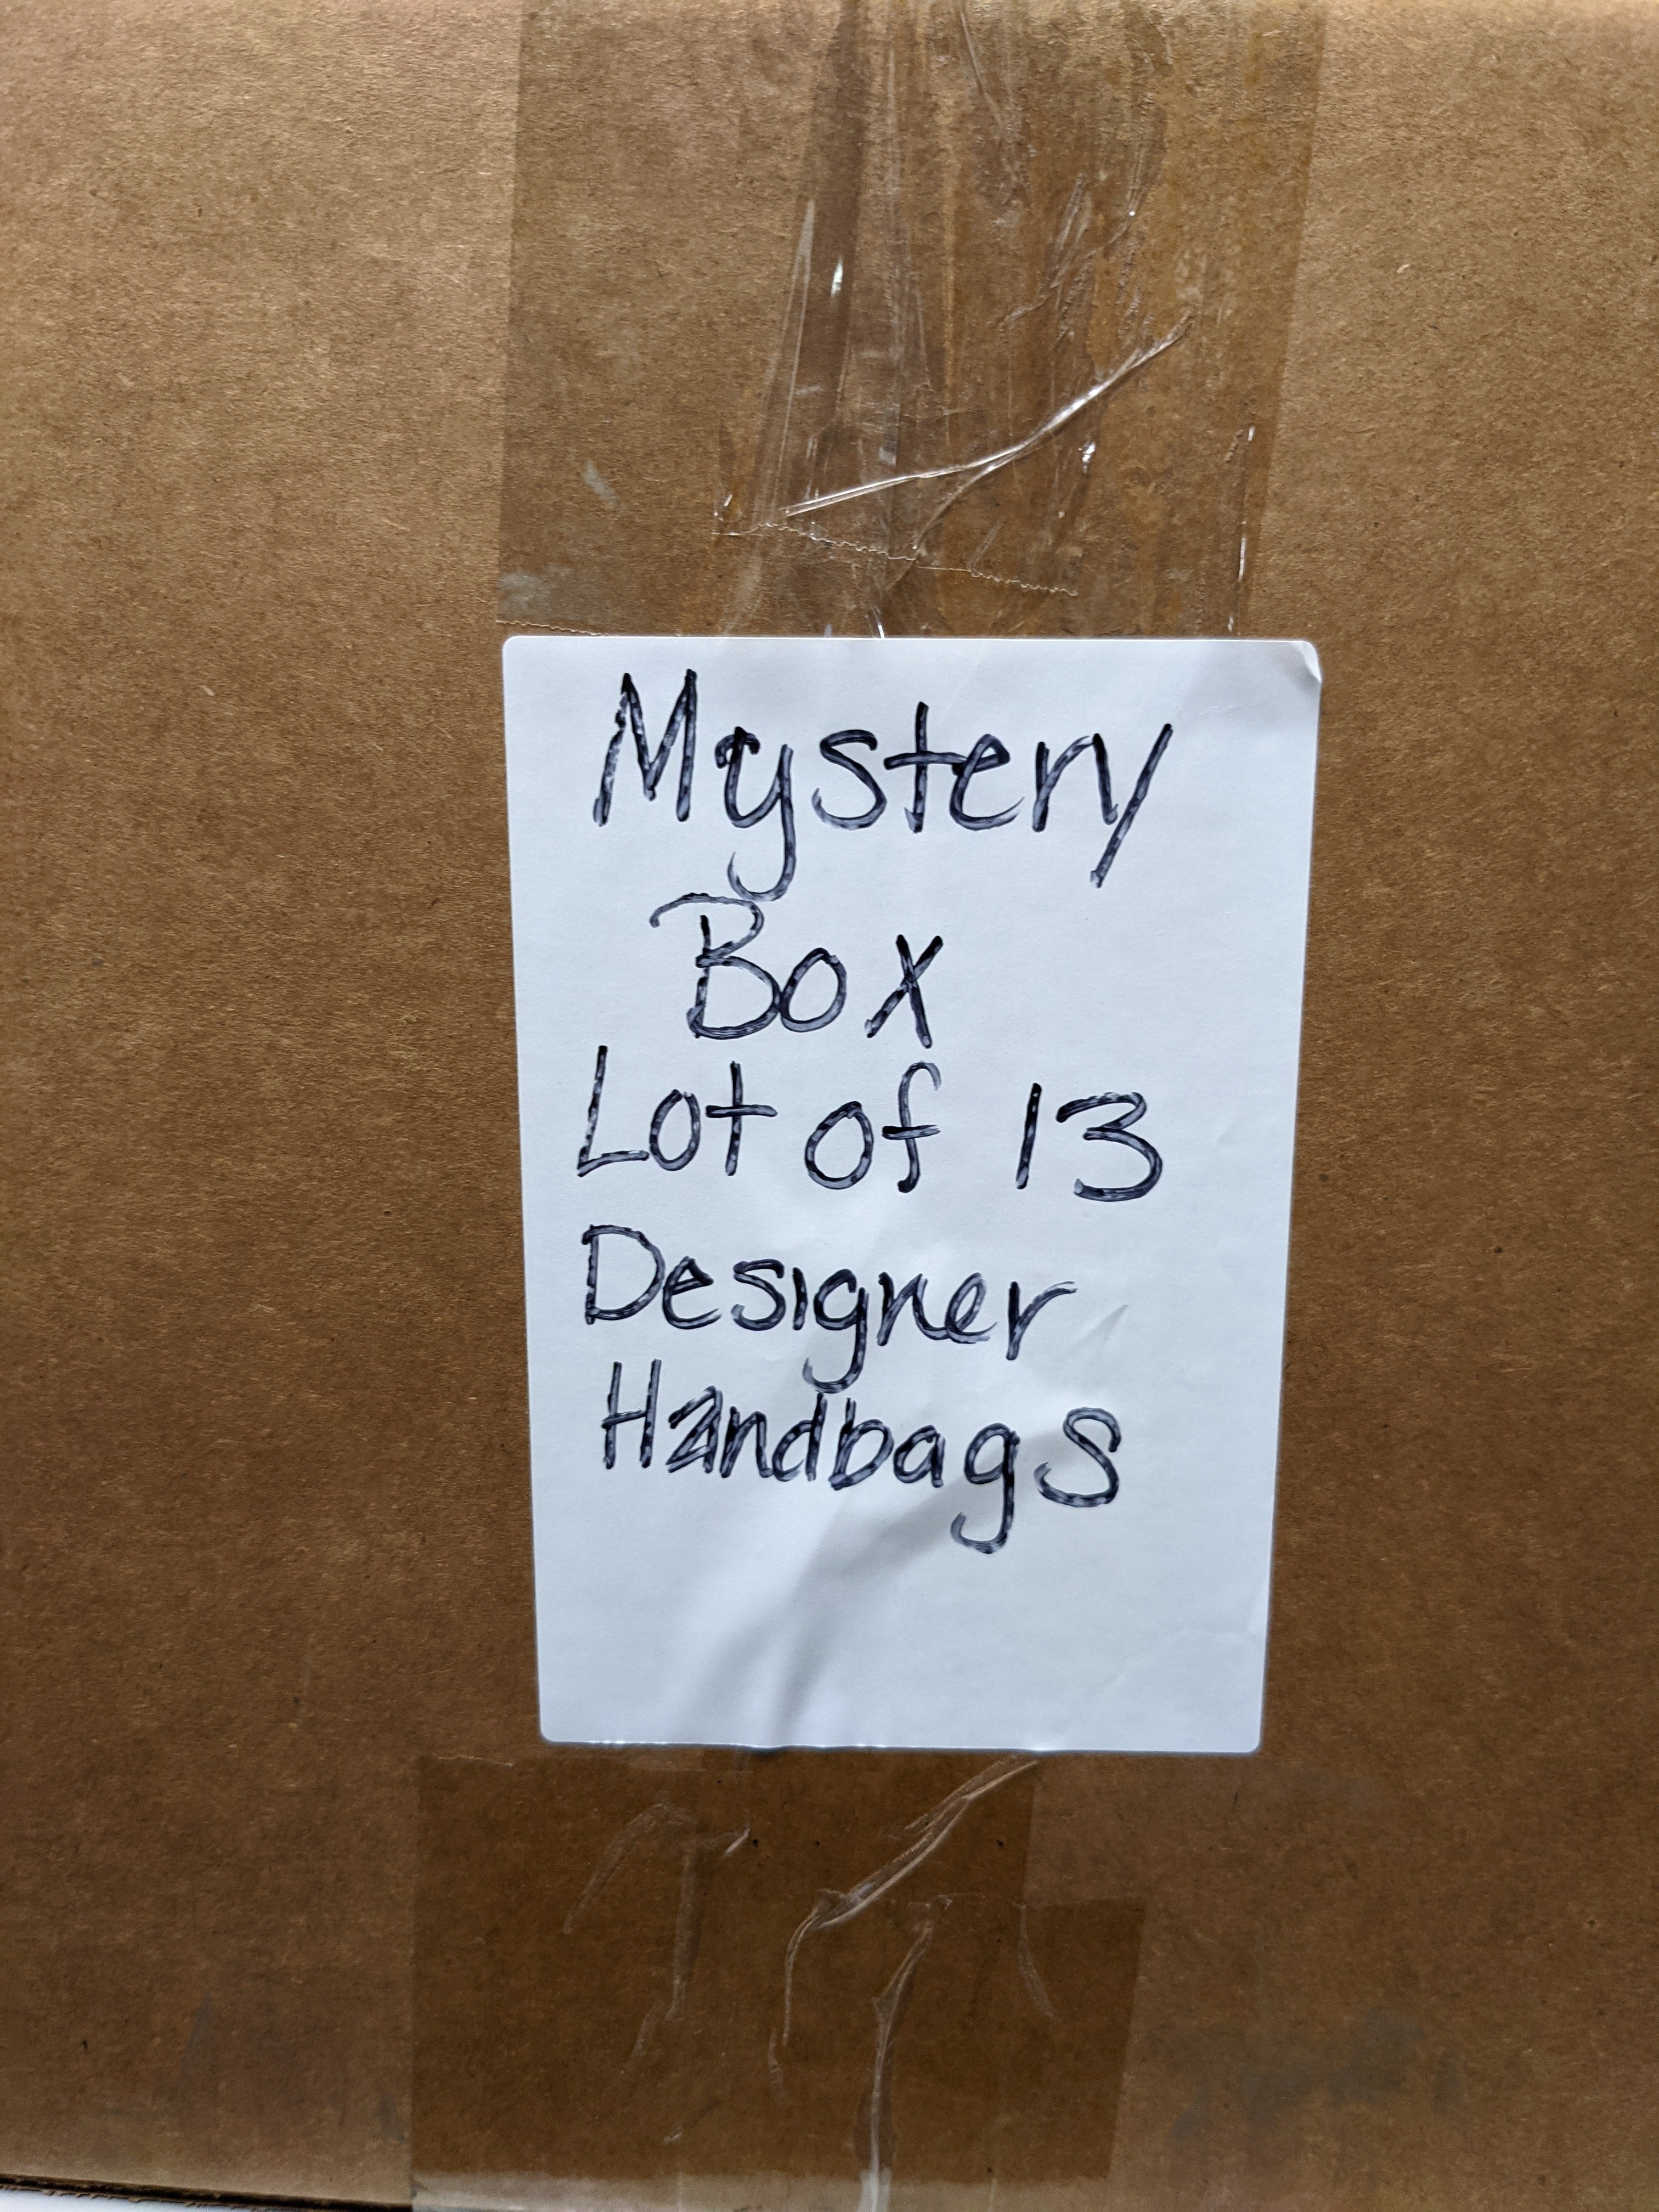 Mystery
Box
Lot of 13
Designer
Handbags